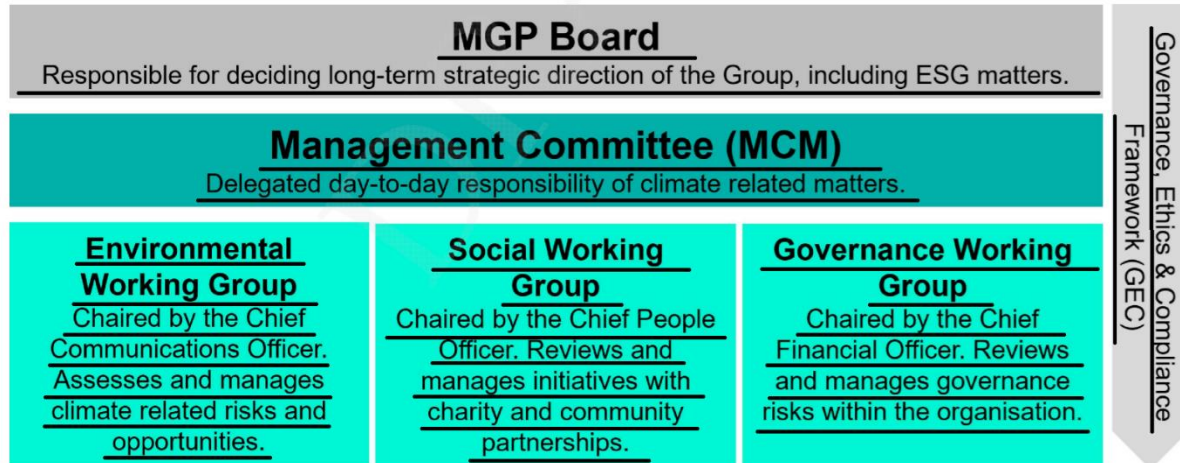 MGP Board
Responsible for deciding long-term strategic direction of the Group, including ESG matters.
Management Committee (MCM)
Delegated day-to-day responsibility of climate related matters.
Environmental
Working Group
Chaired by the Chief
Communications Officer.
Assesses and manages
climate related risks and
opportunities.
Social Working
Group
Chaired by the Chief People
Officer. Reviews and
manages initiatives with
charity and community
partnerships.
Governance Working
Group
Chaired by the Chief
Financial Officer. Reviews
and manages governance
risks within the organisation.
Governance, Ethics & Compliance
Framework (GEC)